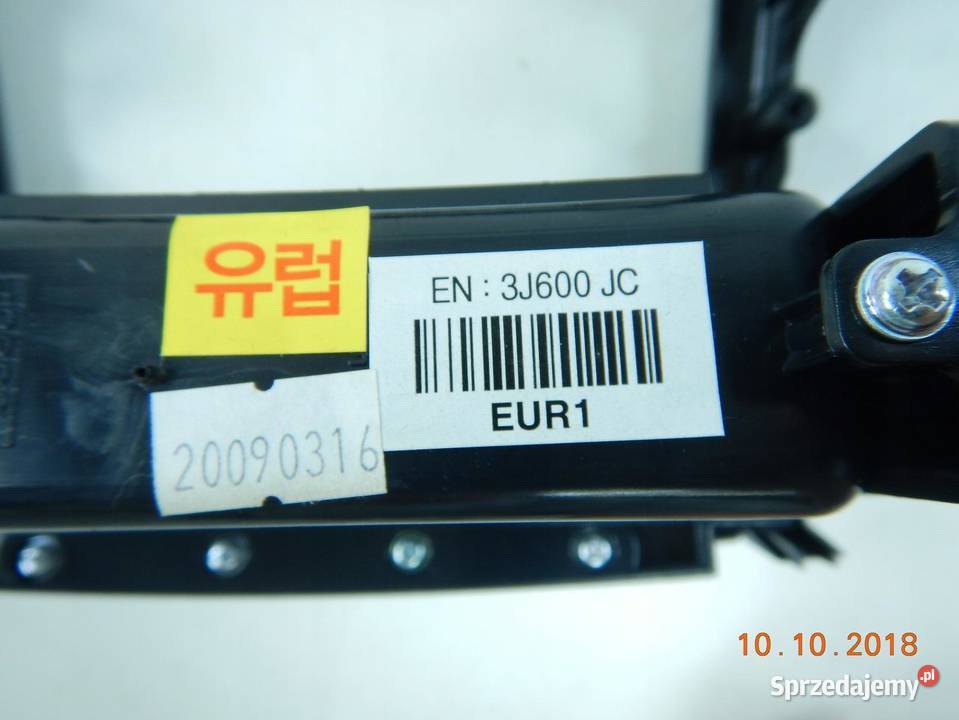 유럽
EN : 3J600 JC
EUR1
20090316
10.10.2018
Sprzedajemy.pl